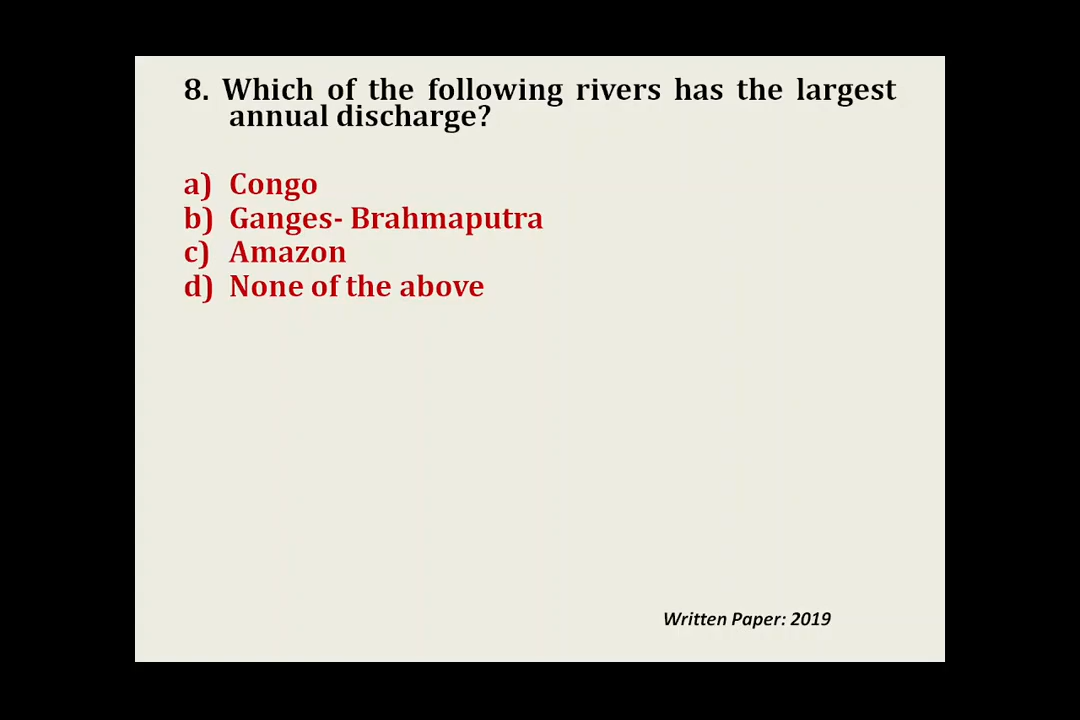 8. Which of the following rivers has the largest
annual discharge?
a) Congo
b) Ganges- Brahmaputra
c) Amazon
d) None of the above
Written Paper: 2019